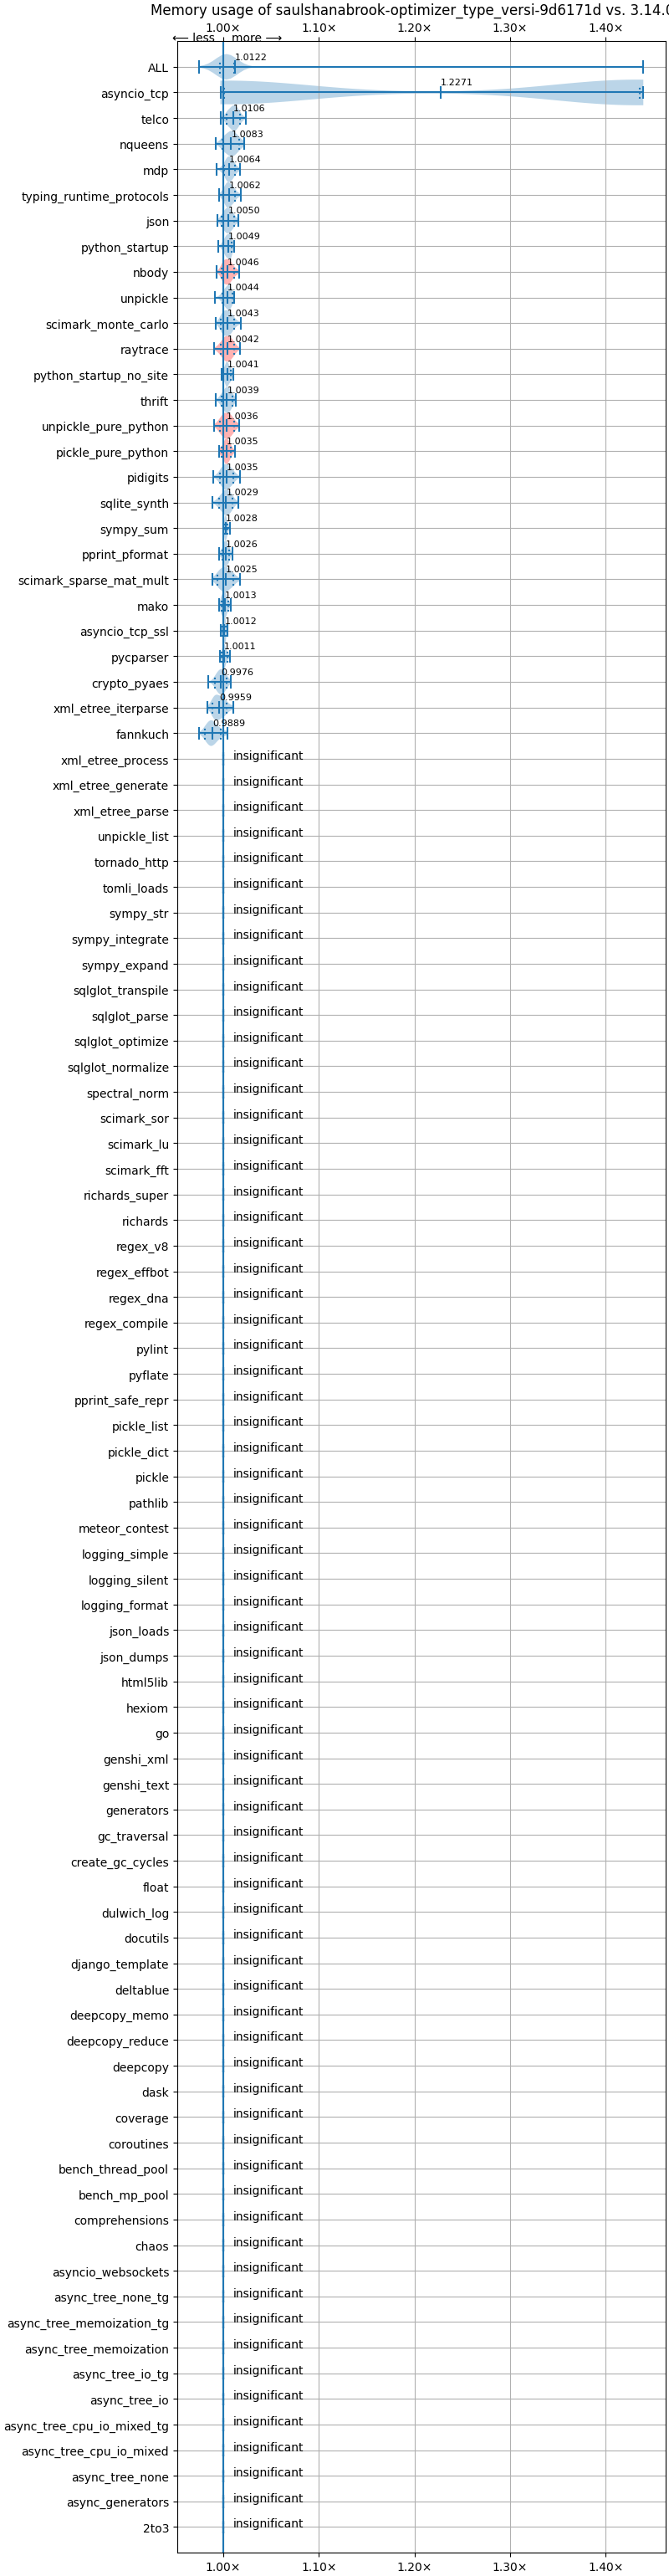 Memory usage of saulshanabrook-optimizer_type_versi-9d6171d vs. 3.14.0
1.00× 1.10× 1.20× 1.30× 1.40×
⟵ less more ⟶
ALL 1.0122
asyncio_tcp 1.2271
telco 1.0106
nqueens 1.0083
mdp 1.0064
typing_runtime_protocols 1.0062
json 1.0050
python_startup 1.0049
nbody 1.0046
unpickle 1.0044
scimark_monte_carlo 1.0043
raytrace 1.0042
python_startup_no_site 1.0041
thrift 1.0039
unpickle_pure_python 1.0036
pickle_pure_python 1.0035
pidigits 1.0035
sqlite_synth 1.0029
sympy_sum 1.0028
pprint_pformat 1.0026
scimark_sparse_mat_mult 1.0025
mako 1.0013
asyncio_tcp_ssl 1.0012
pycparser 1.0011
crypto_pyaes 0.9976
xml_etree_iterparse 0.9959
fannkuch 0.9889
xml_etree_process insignificant
xml_etree_generate insignificant
xml_etree_parse insignificant
unpickle_list insignificant
tornado_http insignificant
tomli_loads insignificant
sympy_str insignificant
sympy_integrate insignificant
sympy_expand insignificant
sqlglot_transpile insignificant
sqlglot_parse insignificant
sqlglot_optimize insignificant
sqlglot_normalize insignificant
spectral_norm insignificant
scimark_sor insignificant
scimark_lu insignificant
scimark_fft insignificant
richards_super insignificant
richards insignificant
regex_v8 insignificant
regex_effbot insignificant
regex_dna insignificant
regex_compile insignificant
pylint insignificant
pyflate insignificant
pprint_safe_repr insignificant
pickle_list insignificant
pickle_dict insignificant
pickle insignificant
pathlib insignificant
meteor_contest insignificant
logging_simple insignificant
logging_silent insignificant
logging_format insignificant
json_loads insignificant
json_dumps insignificant
html5lib insignificant
hexiom insignificant
go insignificant
genshi_xml insignificant
genshi_text insignificant
generators insignificant
gc_traversal insignificant
create_gc_cycles insignificant
float insignificant
dulwich_log insignificant
docutils insignificant
django_template insignificant
deltablue insignificant
deepcopy_memo insignificant
deepcopy_reduce insignificant
deepcopy insignificant
dask insignificant
coverage insignificant
coroutines insignificant
bench_thread_pool insignificant
bench_mp_pool insignificant
comprehensions insignificant
chaos insignificant
asyncio_websockets insignificant
async_tree_none_tg insignificant
async_tree_memoization_tg insignificant
async_tree_memoization insignificant
async_tree_io_tg insignificant
async_tree_io insignificant
async_tree_cpu_io_mixed_tg insignificant
async_tree_cpu_io_mixed insignificant
async_tree_none insignificant
async_generators insignificant
2to3 insignificant
1.00× 1.10× 1.20× 1.30× 1.40×